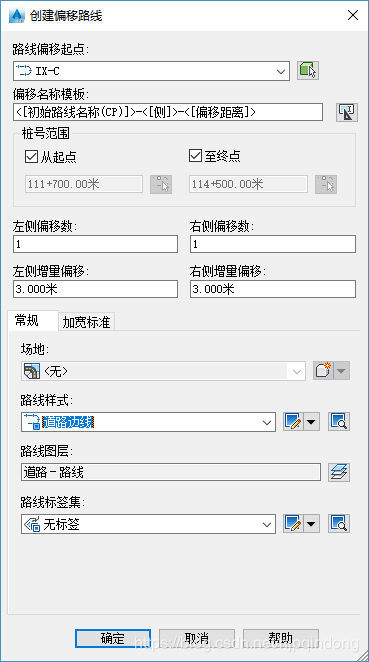 创建偏移路线
路线偏移起点:
IX-C
偏移名称模板:
<[初始路线名称(CP)]>-<[侧]>-<[偏移距离]>
桩号范围
从起点 至终点
111+700.00米 114+500.00米
左侧偏移数: 右侧偏移数:
1 1
左侧增量偏移: 右侧增量偏移:
3.000米 3.000米
常规 加宽标准
场地:
<无>
路线样式:
道路边线
路线图层:
道路-路线
路线标签集:
无标签
确定 取消 帮助
https://blog.csdn.net/hpqindong